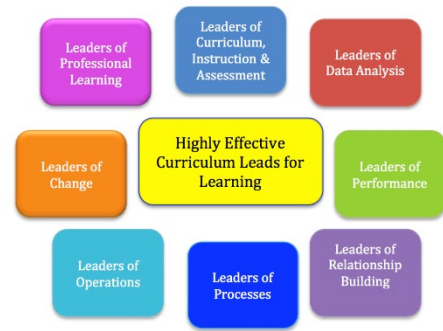 Leaders of
Professional
Learning
Leaders of
Curriculum,
Instruction &
Assessment
Leaders of
Data Analysis
Leaders of
Change
Highly Effective
Curriculum Leads for
Learning
Leaders of
Performance
Leaders of
Operations
Leaders of
Processes
Leaders of
Relationship
Building